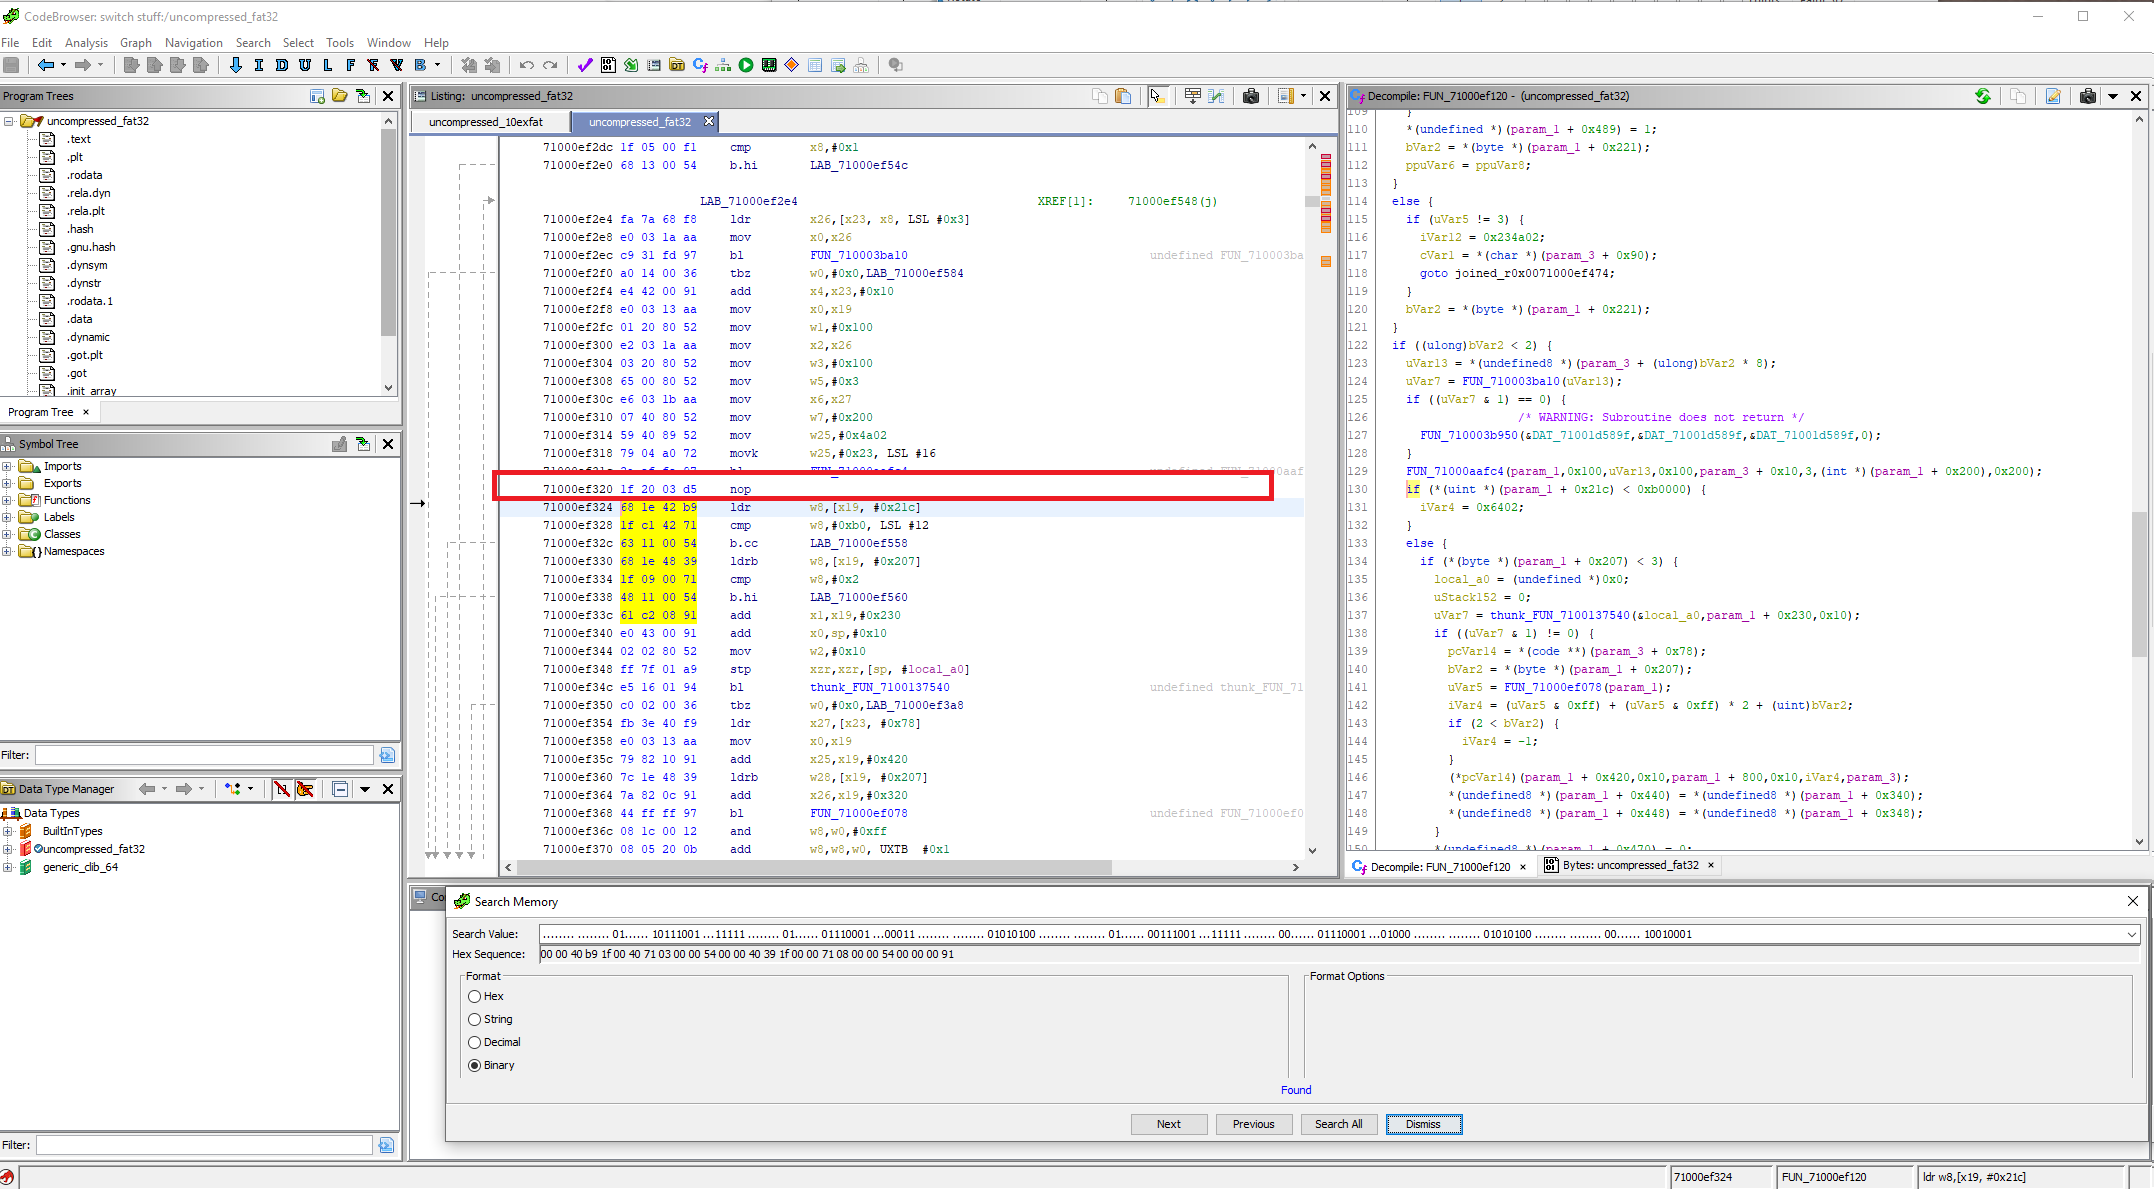 CodeBrowser: switch stuff:/uncompressed_fat32
File Edit Analysis Graph Navigation Search Select Tools Window Help
Program Trees
uncompressed_fat32
.text
.plt
.rodata
.rela.dyn
.rela.plt
.hash
.gnu.hash
.dynsym
.dynstr
.rodata.1
.data
.dynamic
.got.plt
.got
.init_array
Program Tree ×
Symbol Tree
Imports
Exports
Functions
Labels
Classes
Namespaces
Filter:
Data Type Manager
Data Types
BuiltInTypes
uncompressed_fat32
generic_clib_64
Filter:
Listing: uncompressed_fat32
uncompressed_10exfat uncompressed_fat32
71000ef2dc 1f 05 00 f1 cmp x8,#0x1
71000ef2e0 68 13 00 54 b.hi LAB_71000ef54c
LAB_71000ef2e4 XREF[1]: 71000ef548(j)
71000ef2e4 fa 7a 68 f8 ldr x26,[x23, x8, LSL #0x3]
71000ef2e8 e0 03 1a aa mov x0,x26
71000ef2ec c9 31 fd 97 bl FUN_710003ba10 undefined FUN_710003ba
71000ef2f0 a0 14 00 36 tbz w0,#0x0,LAB_71000ef584
71000ef2f4 e4 42 00 91 add x4,x23,#0x10
71000ef2f8 e0 03 13 aa mov x0,x19
71000ef2fc 01 20 80 52 mov w1,#0x100
71000ef300 e2 03 1a aa mov x2,x26
71000ef304 03 20 80 52 mov w3,#0x100
71000ef308 65 00 80 52 mov w5,#0x3
71000ef30c e6 03 1b aa mov x6,x27
71000ef310 07 40 80 52 mov w7,#0x200
71000ef314 59 40 89 52 mov w25,#0x4a02
71000ef318 79 04 a0 72 movk w25,#0x23, LSL #16
71000ef320 1f 20 03 d5 nop
71000ef324 68 1e 42 b9 ldr w8,[x19, #0x21c]
71000ef328 1f c1 42 71 cmp w8,#0xb0, LSL #12
71000ef32c 63 11 00 54 b.cc LAB_71000ef558
71000ef330 68 1e 48 39 ldrb w8,[x19, #0x207]
71000ef334 1f 09 00 71 cmp w8,#0x2
71000ef338 48 11 00 54 b.hi LAB_71000ef560
71000ef33c 61 c2 08 91 add x1,x19,#0x230
71000ef340 e0 43 00 91 add x0,sp,#0x10
71000ef344 02 02 80 52 mov w2,#0x10
71000ef348 ff 7f 01 a9 stp xzr,xzr,[sp, #local_a0]
71000ef34c e5 16 01 94 bl thunk_FUN_7100137540 undefined thunk_FUN_71
71000ef350 c0 02 00 36 tbz w0,#0x0,LAB_71000ef3a8
71000ef354 fb 3e 40 f9 ldr x27,[x23, #0x78]
71000ef358 e0 03 13 aa mov x0,x19
71000ef35c 79 82 10 91 add x25,x19,#0x420
71000ef360 7c 1e 48 39 ldrb w28,[x19, #0x207]
71000ef364 7a 82 0c 91 add x26,x19,#0x320
71000ef368 44 ff ff 97 bl FUN_71000ef078 undefined FUN_71000ef0
71000ef36c 08 1c 00 12 and w8,w0,#0xff
71000ef370 08 05 20 0b add w8,w8,w0, UXTB #0x1
Decompile: FUN_71000ef120 - (uncompressed_fat32)
109 }
110 *(undefined *)(param_1 + 0x489) = 1;
111 bVar2 = *(byte *)(param_1 + 0x221);
112 ppuVar6 = ppuVar8;
113 }
114 else {
115 if (uVar5 != 3) {
116 iVar12 = 0x234a02;
117 cVar1 = *(char *)(param_3 + 0x90);
118 goto joined_r0x0071000ef474;
119 }
120 bVar2 = *(byte *)(param_1 + 0x221);
121 }
122 if ((ulong)bVar2 < 2) {
123 uVar13 = *(undefined8 *)(param_3 + (ulong)bVar2 * 8);
124 uVar7 = FUN_710003ba10(uVar13);
125 if ((uVar7 & 1) == 0) {
126 /* WARNING: Subroutine does not return */
127 FUN_710003b950(&DAT_71001d589f,&DAT_71001d589f,&DAT_71001d589f,0);
128 }
129 FUN_71000aafc4(param_1,0x100,uVar13,0x100,param_3 + 0x10,3,(int *)(param_1 + 0x200),0x200);
130 if (*(uint *)(param_1 + 0x21c) < 0xb0000) {
131 iVar4 = 0x6402;
132 }
133 else {
134 if (*(byte *)(param_1 + 0x207) < 3) {
135 local_a0 = (undefined *)0x0;
136 uStack152 = 0;
137 uVar7 = thunk_FUN_7100137540(&local_a0,param_1 + 0x230,0x10);
138 if ((uVar7 & 1) != 0) {
139 pcVar14 = *(code **)(param_3 + 0x78);
140 bVar2 = *(byte *)(param_1 + 0x207);
141 uVar5 = FUN_71000ef078(param_1);
142 iVar4 = (uVar5 & 0xff) + (uVar5 & 0xff) * 2 + (uint)bVar2;
143 if (2 < bVar2) {
144 iVar4 = -1;
145 }
146 (*pcVar14)(param_1 + 0x420,0x10,param_1 + 800,0x10,iVar4,param_3);
147 *(undefined8 *)(param_1 + 0x440) = *(undefined8 *)(param_1 + 0x340);
148 *(undefined8 *)(param_1 + 0x448) = *(undefined8 *)(param_1 + 0x348);
149 }
150 *(undefined8 *)(param_1 + 0x470) = 0;
Decompile: FUN_71000ef120 × Bytes: uncompressed_fat32 ×
Co
Search Memory
Search Value: ........ ........ 01...... 10111001 ...11111 ........ 01...... 01110001 ...00011 ........ ........ 01010100 ........ ........ 01...... 00111001 ...11111 ........ 00...... 01110001 ...01000 ........ ........ 01010100 ........ ........ 00...... 10010001
Hex Sequence: 00 00 40 b9 1f 00 40 71 03 00 00 54 00 00 40 39 1f 00 00 71 08 00 00 54 00 00 00 91
Format
Hex
String
Decimal
Binary
Format Options
Found
Next Previous Search All Dismiss
71000ef324 FUN_71000ef120 ldr w8,[x19, #0x21c]